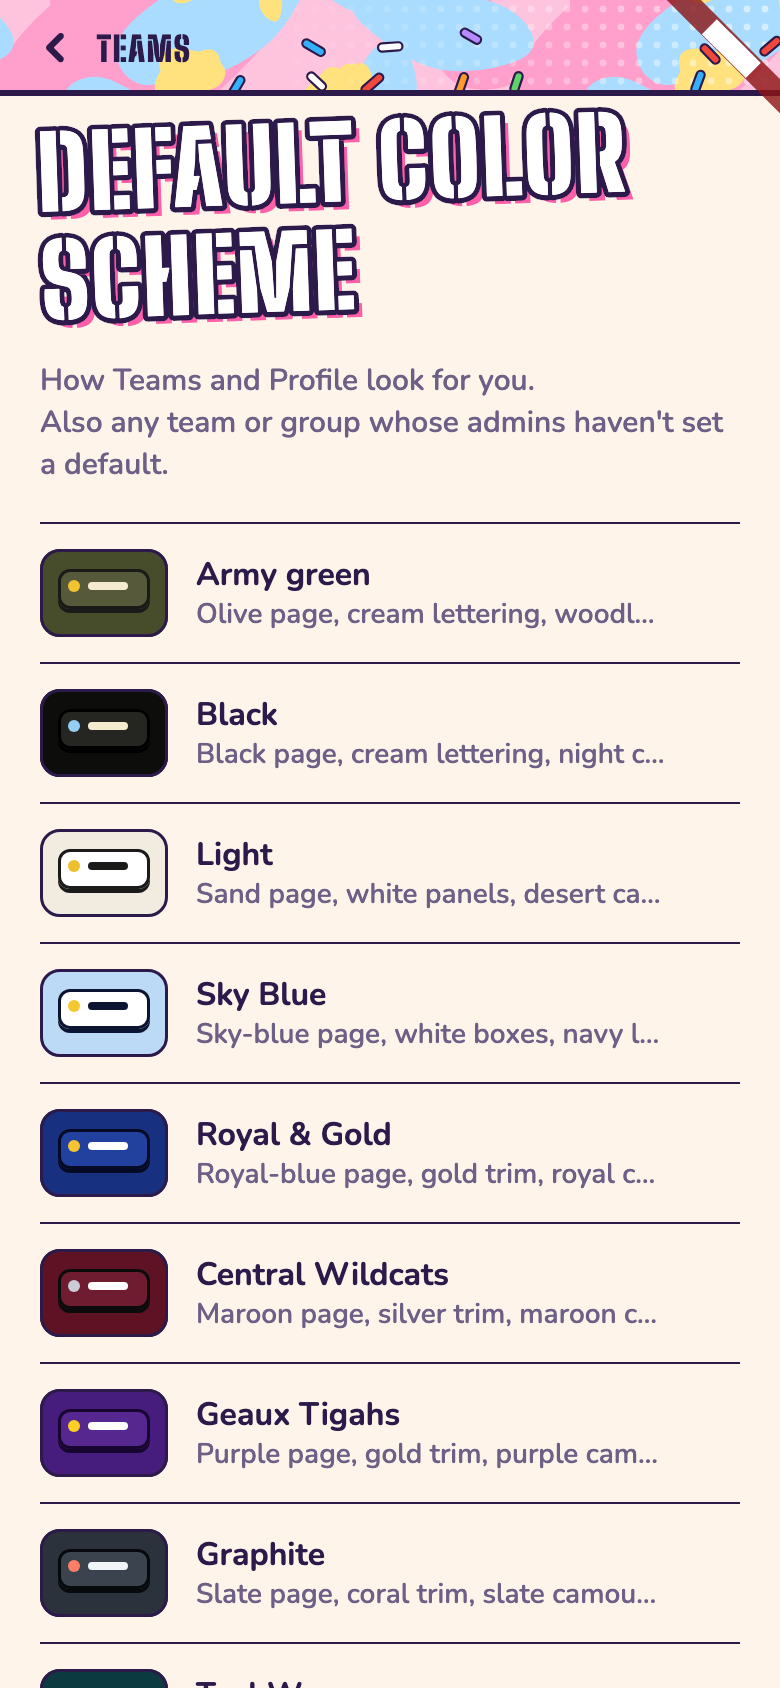 TEAMS
DEFAULT COLOR
SCHEME
How Teams and Profile look for you.
Also any team or group whose admins haven't set
a default.
Army green
Olive page, cream lettering, woodl...
Black
Black page, cream lettering, night c...
Light
Sand page, white panels, desert ca...
Sky Blue
Sky-blue page, white boxes, navy l...
Royal & Gold
Royal-blue page, gold trim, royal c...
Central Wildcats
Maroon page, silver trim, maroon c...
Geaux Tigahs
Purple page, gold trim, purple cam...
Graphite
Slate page, coral trim, slate camou...